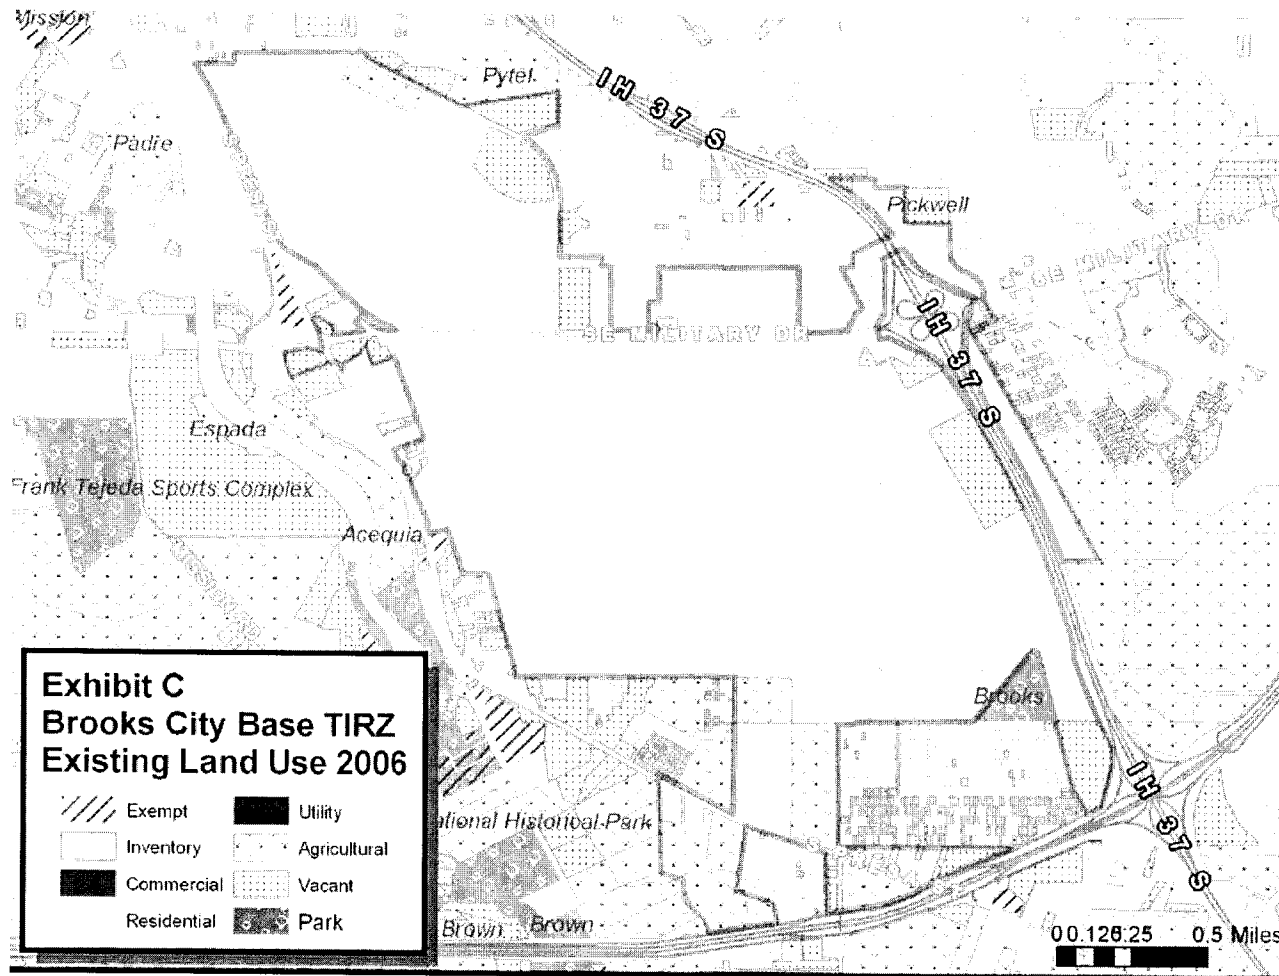 Mission
Pytel
IH 37 S
Padre
Pickwell
SE MILITARY DR
IH 37 S
Espada
Frank Tejeda Sports Complex
Acequia
Brooks
Exhibit C
Brooks City Base TIRZ
Existing Land Use 2006
Exempt
Utility
Inventory
Agricultural
Commercial
Vacant
Residential
Park
ational Historical Park
Brown
Brown
IH 37 S
0 0.125 0.25 0.5 Miles